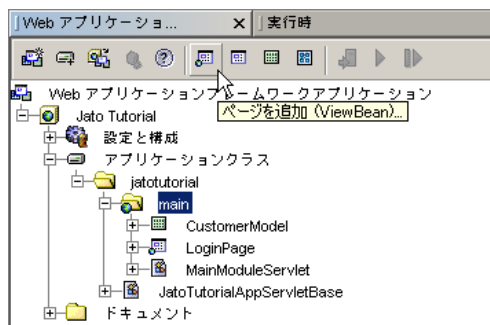 Web アプリケーショ... 実行時
Web アプリケーションフレームワークアプリケーション
ページを追加 (ViewBean)...
Jato Tutorial
設定と構成
アプリケーションクラス
jatotutorial
main
CustomerModel
LoginPage
MainModuleServlet
JatoTutorialAppServletBase
ドキュメント